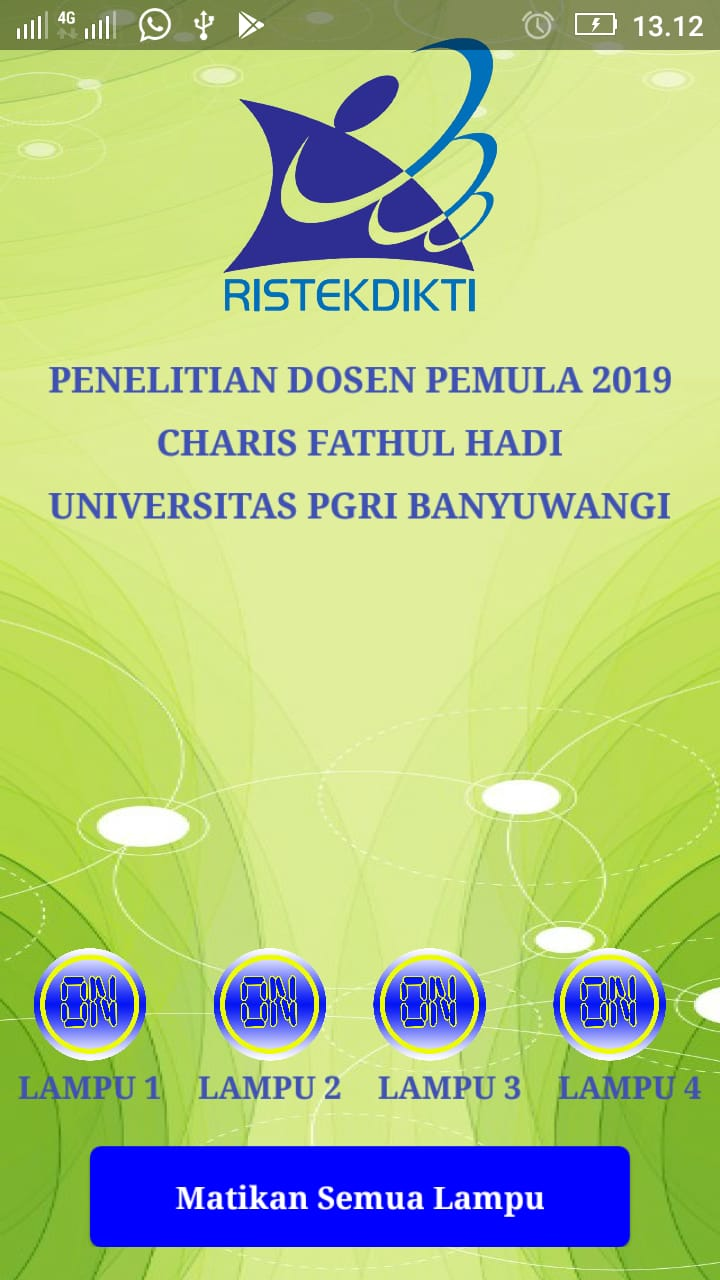 4G 13.12
RISTEKDIKTI
PENELITIAN DOSEN PEMULA 2019
CHARIS FATHUL HADI
UNIVERSITAS PGRI BANYUWANGI
ON ON ON ON
LAMPU 1 LAMPU 2 LAMPU 3 LAMPU 4
Matikan Semua Lampu